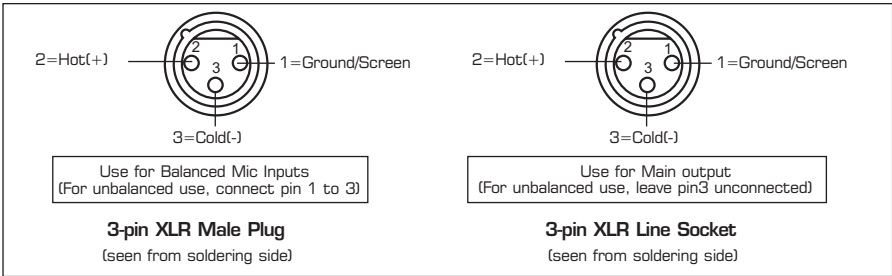 2
1
2=Hot(+)
3
1=Ground/Screen
3=Cold(-)
Use for Balanced Mic Inputs
(For unbalanced use, connect pin 1 to 3)
3-pin XLR Male Plug
(seen from soldering side)
2
1
2=Hot(+)
3
1=Ground/Screen
3=Cold(-)
Use for Main output
(For unbalanced use, leave pin3 unconnected)
3-pin XLR Line Socket
(seen from soldering side)